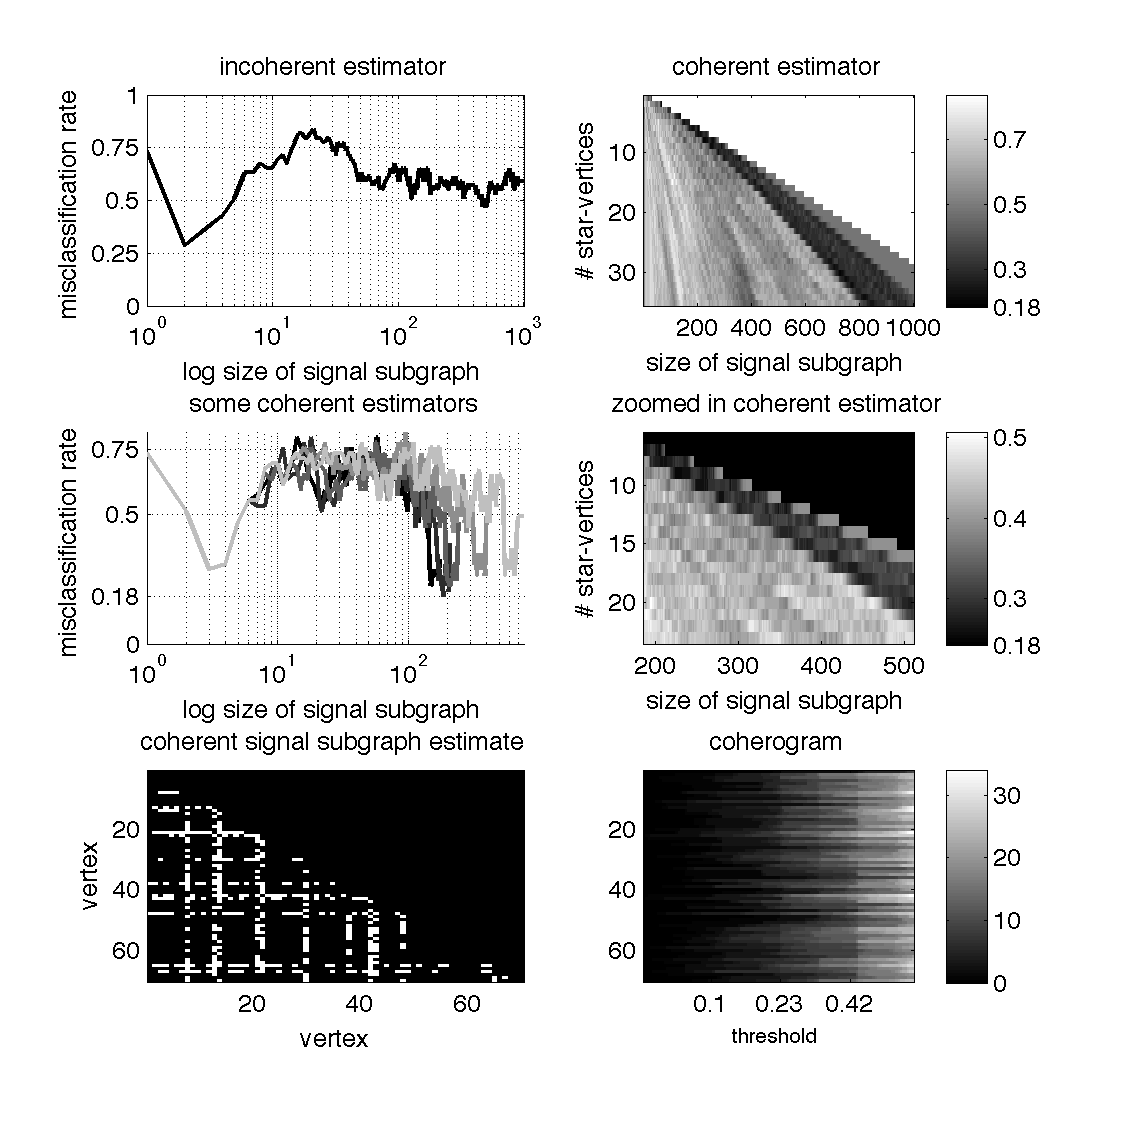 incoherent estimator
misclassification rate
1
0.75
0.5
0.25
0
10^0
10^1
10^2
10^3
log size of signal subgraph
coherent estimator
# star-vertices
10
20
30
200 400 600 800 1000
size of signal subgraph
0.7
0.5
0.3
0.18
some coherent estimators
misclassification rate
0.75
0.5
0.18
0
10^0
10^1
10^2
log size of signal subgraph
zoomed in coherent estimator
# star-vertices
10
15
20
200 300 400 500
size of signal subgraph
0.5
0.4
0.3
0.18
coherent signal subgraph estimate
vertex
20
40
60
20 40 60
vertex
coherogram
20
40
60
0.1 0.23 0.42
threshold
30
20
10
0